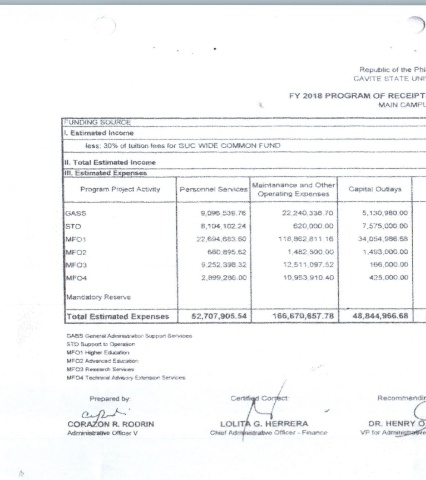 Republic of the Phi
CAVITE STATE UNI
FY 2018 PROGRAM OF RECEIPT
MAIN CAMPU
FUNDING SOURCE
I. Estimated Income
less: 30% of tuition fees for SUC WIDE COMMON FUND
II. Total Estimated Income
III. Estimated Expenses
Program Project Activity Personnel Services Maintenance and Other Operating Expenses Capital Outlays
GASS 9,096,539.76 22,240,338.70 5,130,980.00
STO 8,104,102.24 620,000.00 7,575,000.00
MFO1 22,694,683.60 118,862,811.16 34,054,986.68
MFO2 660,895.62 1,482,500.00 1,493,000.00
MFO3 9,252,398.32 12,511,097.52 166,000.00
MFO4 2,899,286.00 10,953,910.40 425,000.00
Mandatory Reserve
Total Estimated Expenses 52,707,905.54 166,670,657.78 48,844,966.68
GASS General Administration Support Services
STO Support to Operation
MFO1 Higher Education
MFO2 Advanced Education
MFO3 Research Services
MFO4 Technical Advisory Extension Services
Prepared by: Certified Correct: Recommendin
CORAZON R. RODRIN LOLITA G. HERRERA DR. HENRY O
Administrative Officer V Chief Administrative Officer - Finance VP for Administrative